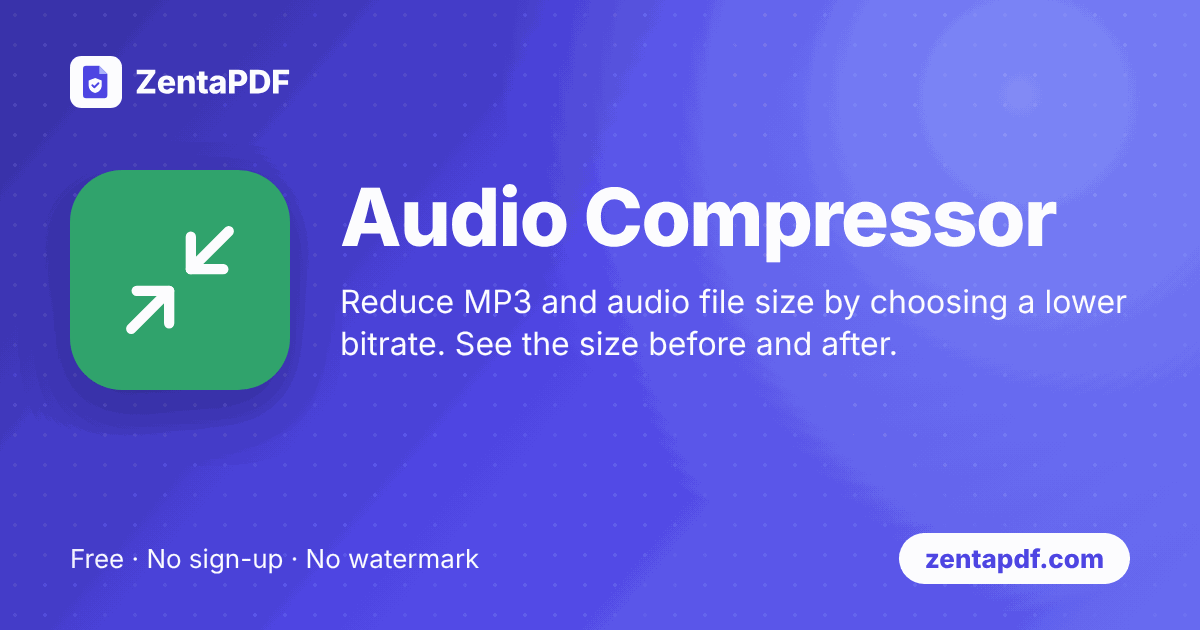 ZentaPDF
Audio Compressor
Reduce MP3 and audio file size by choosing a lower
bitrate. See the size before and after.
Free · No sign-up · No watermark
zentapdf.com